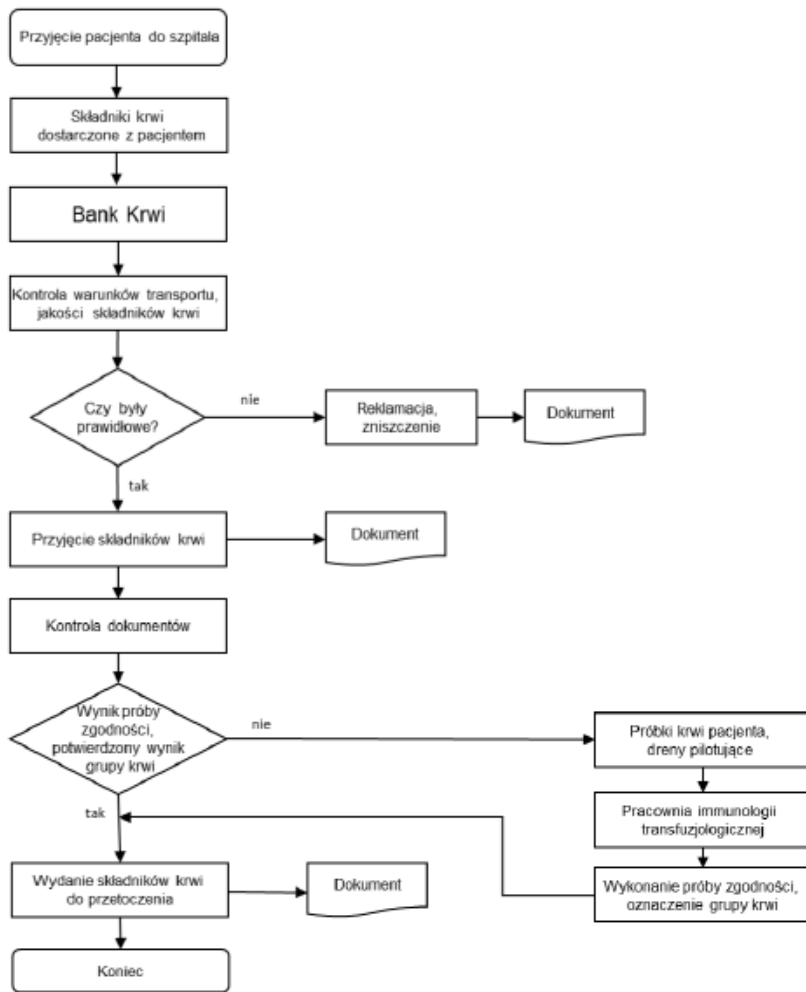 Przyjęcie pacjenta do szpitala
Składniki krwi
dostarczone z pacjentem
Bank Krwi
Kontrola warunków transportu,
jakości składników krwi
Czy były
prawidłowe?
nie
Reklamacja,
zniszczenie
Dokument
tak
Przyjęcie składników krwi
Dokument
Kontrola dokumentów
Wynik próby
zgodności,
potwierdzony wynik
grupy krwi
nie
Próbki krwi pacjenta,
dreny pilotujące
Pracownia immunologii
transfuzjologicznej
tak
Wykonanie próby zgodności,
oznaczenie grupy krwi
Wydanie składników krwi
do przetoczenia
Dokument
Koniec